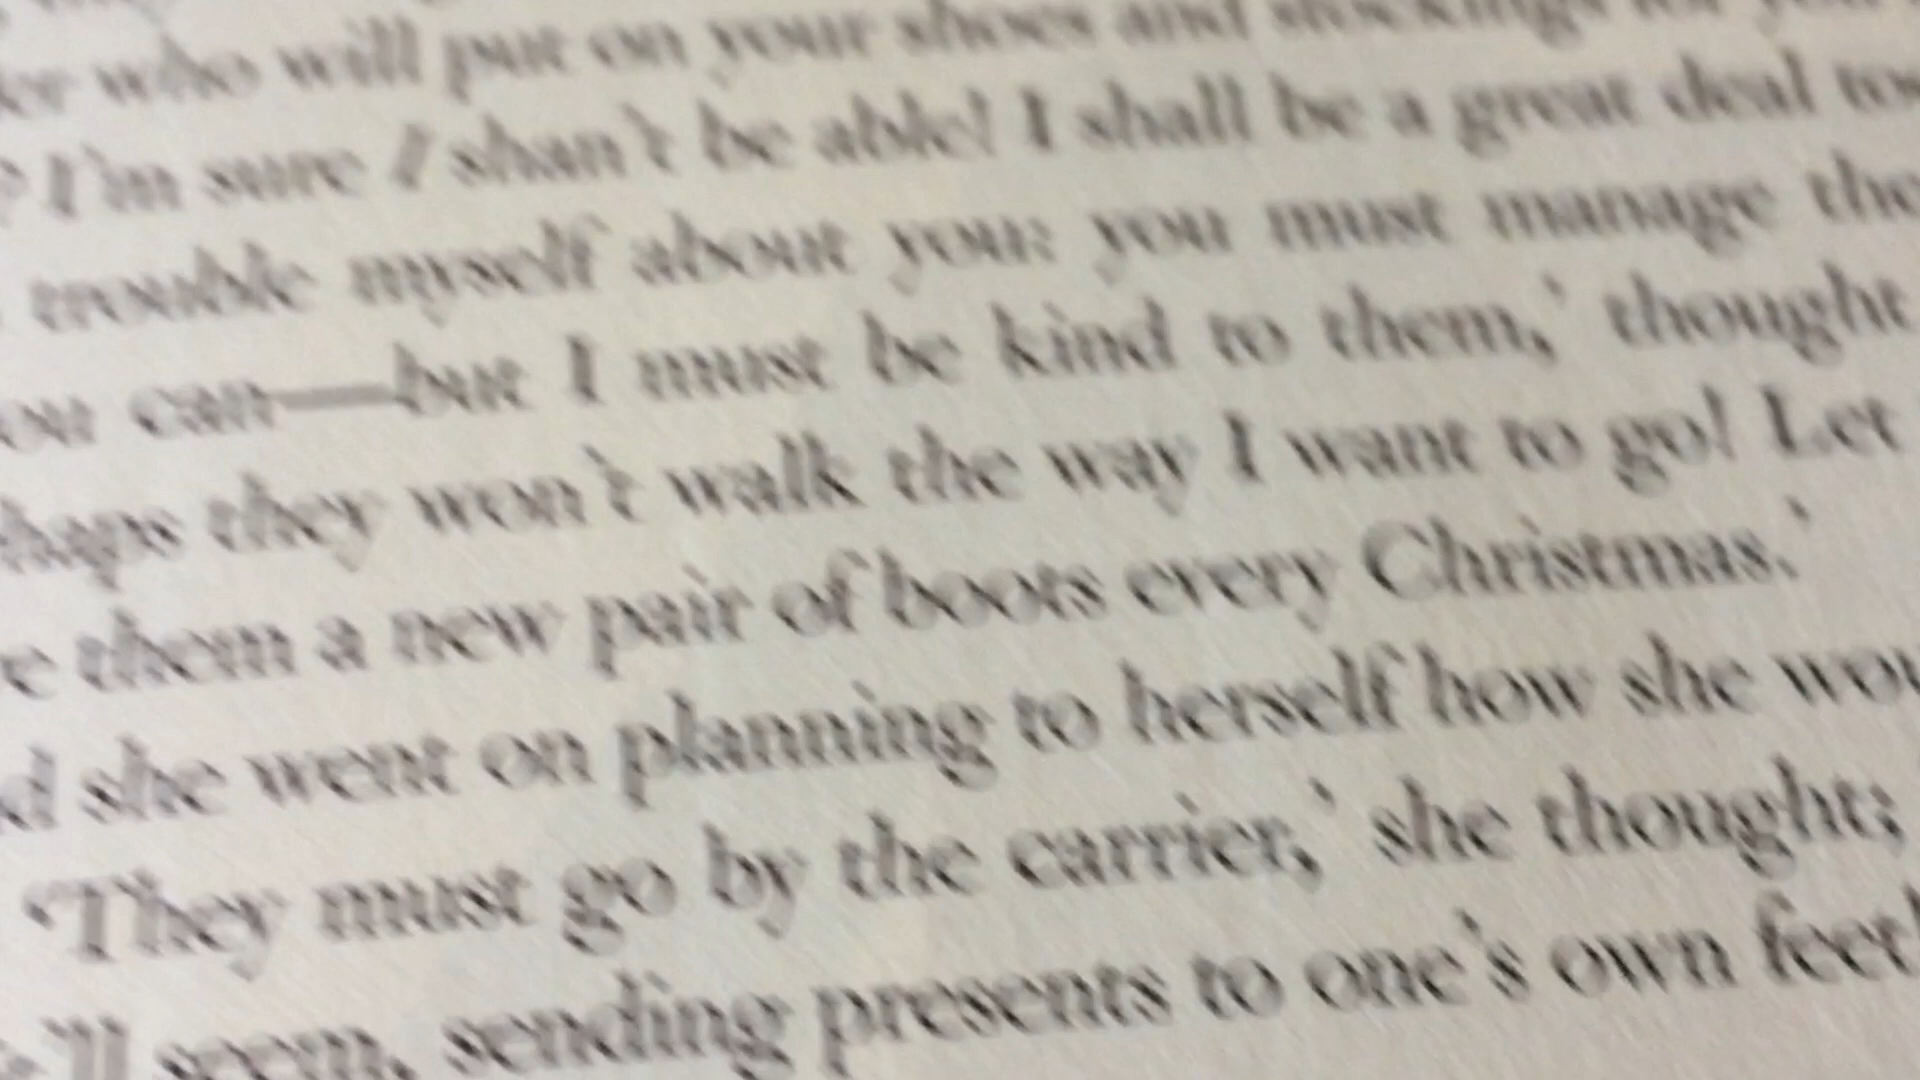 who will put on your shoes and stockings for
I'm sure I shan't be able! I shall be a great deal
trouble myself about you: you must manage the
can—but I must be kind to them,' thought
they won't walk the way I want to go! Let
them a new pair of boots every Christmas.'
she went on planning to herself how she
'They must go by the carrier,' she thought;
seem, sending presents to one's own feet!